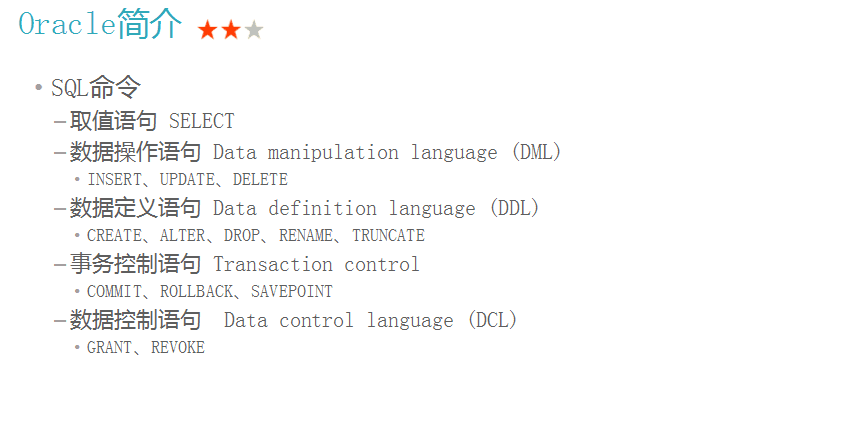 Oracle简介
•SQL命令
–取值语句 SELECT
–数据操作语句 Data manipulation language (DML)
•INSERT、UPDATE、DELETE
–数据定义语句 Data definition language (DDL)
•CREATE、ALTER、DROP、RENAME、TRUNCATE
–事务控制语句 Transaction control
•COMMIT、ROLLBACK、SAVEPOINT
–数据控制语句 Data control language (DCL)
•GRANT、REVOKE